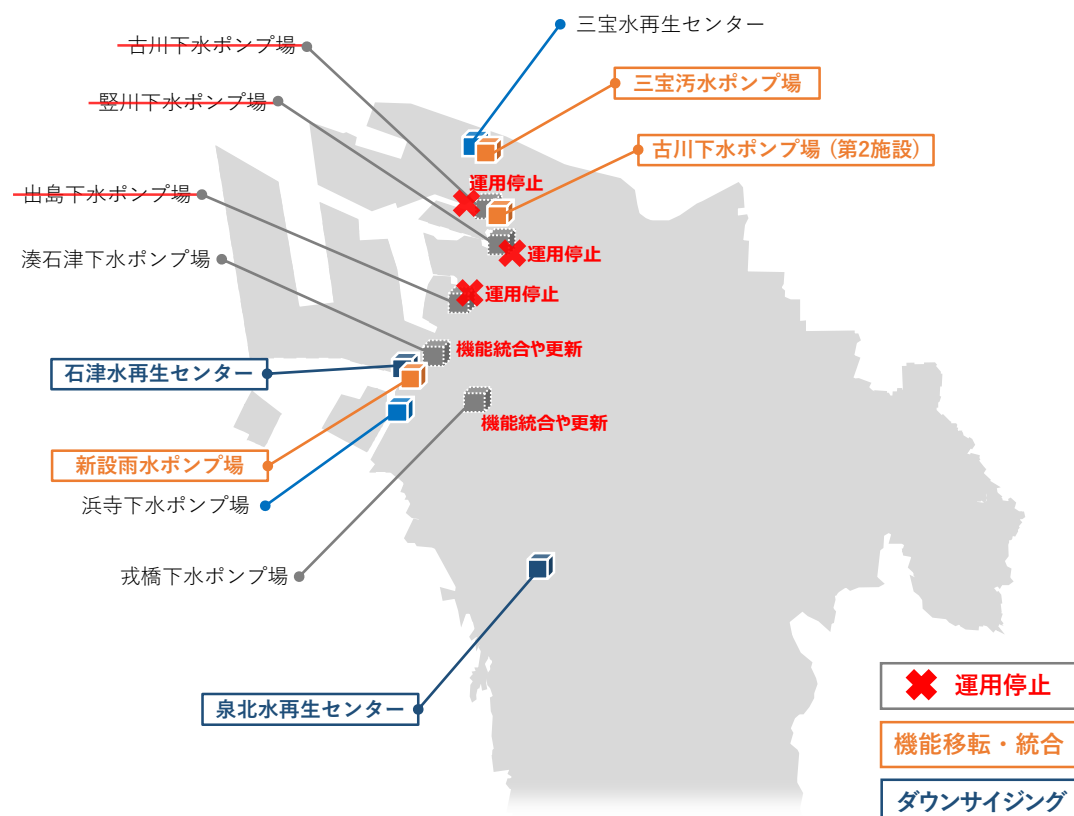 三宝水再生センター
古川下水ポンプ場
三宝汚水ポンプ場
竪川下水ポンプ場
古川下水ポンプ場（第2施設）
運用停止
出島下水ポンプ場
運用停止
湊石津下水ポンプ場
運用停止
機能統合や更新
石津水再生センター
機能統合や更新
新設雨水ポンプ場
浜寺下水ポンプ場
戎橋下水ポンプ場
泉北水再生センター
運用停止
機能移転・統合
ダウンサイジング